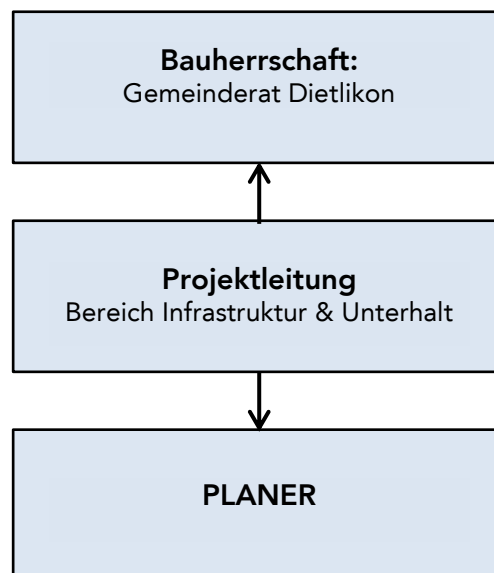 Bauherrschaft:
Gemeinderat Dietlikon
Projektleitung
Bereich Infrastruktur & Unterhalt
PLANER